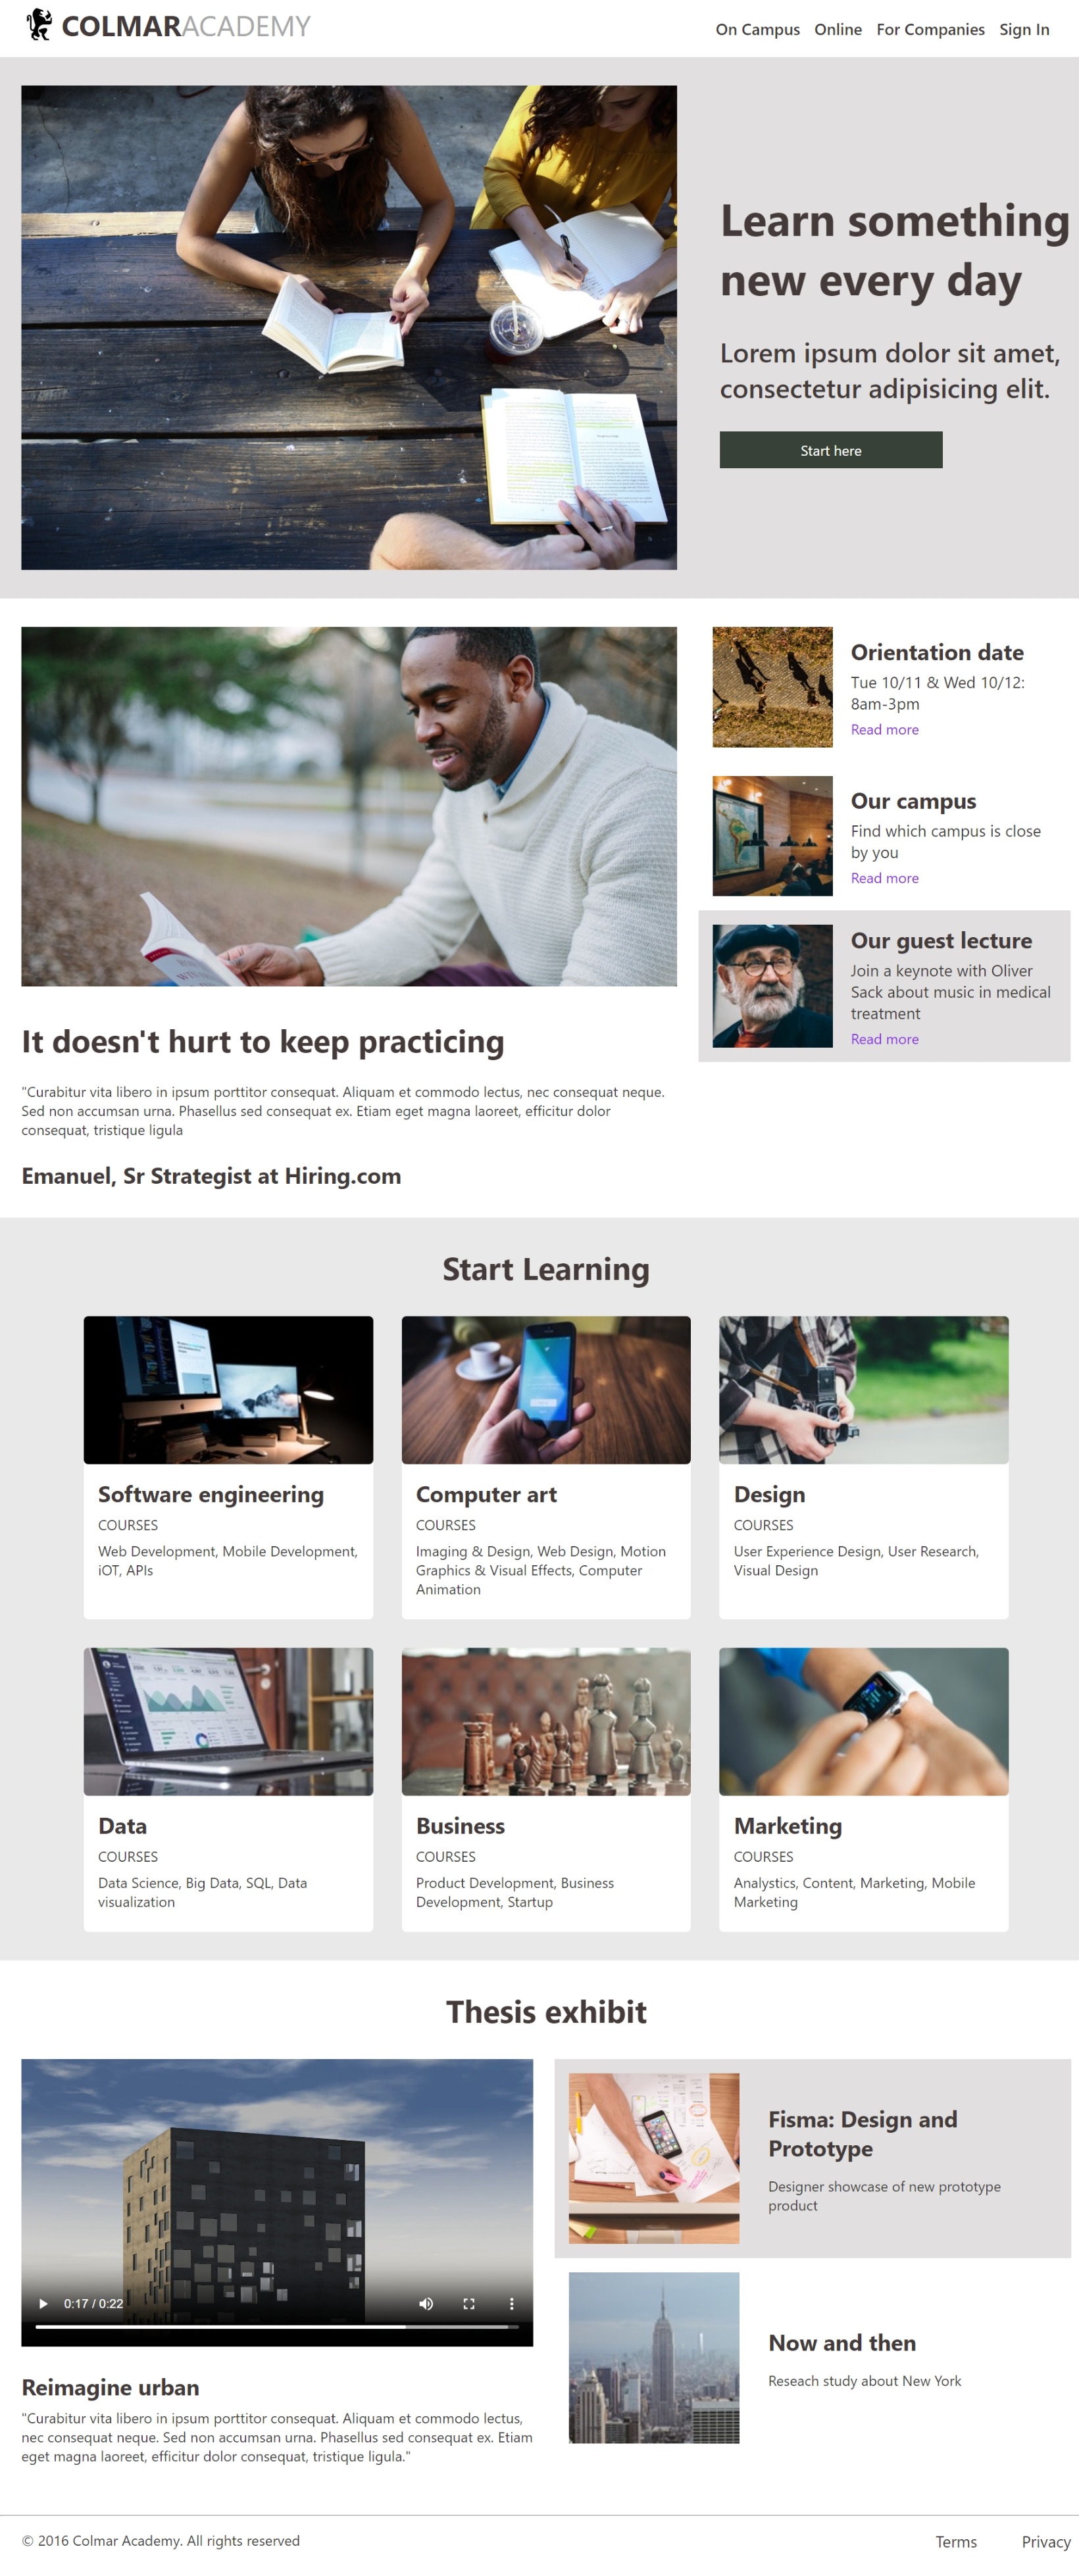 COLMARACADEMY
On Campus Online For Companies Sign In
Learn something
new every day
Lorem ipsum dolor sit amet,
consectetur adipisicing elit.
Start here
Orientation date
Tue 10/11 & Wed 10/12:
8am-3pm
Read more
Our campus
Find which campus is close
by you
Read more
Our guest lecture
Join a keynote with Oliver
Sack about music in medical
treatment
Read more
It doesn't hurt to keep practicing
"Curabitur vita libero in ipsum porttitor consequat. Aliquam et commodo lectus, nec consequat neque.
Sed non accumsan urna. Phasellus sed consequat ex. Etiam eget magna laoreet, efficitur dolor
consequat, tristique ligula
Emanuel, Sr Strategist at Hiring.com
Start Learning
Software engineering
COURSES
Web Development, Mobile Development,
iOT, APIs
Computer art
COURSES
Imaging & Design, Web Design, Motion
Graphics & Visual Effects, Computer
Animation
Design
COURSES
User Experience Design, User Research,
Visual Design
Data
COURSES
Data Science, Big Data, SQL, Data
visualization
Business
COURSES
Product Development, Business
Development, Startup
Marketing
COURSES
Analystics, Content, Marketing, Mobile
Marketing
Thesis exhibit
0:17 / 0:22
Reimagine urban
"Curabitur vita libero in ipsum porttitor consequat. Aliquam et commodo lectus,
nec consequat neque. Sed non accumsan urna. Phasellus sed consequat ex. Etiam
eget magna laoreet, efficitur dolor consequat, tristique ligula."
Fisma: Design and
Prototype
Designer showcase of new prototype
product
Now and then
Reseach study about New York
© 2016 Colmar Academy. All rights reserved
Terms Privacy